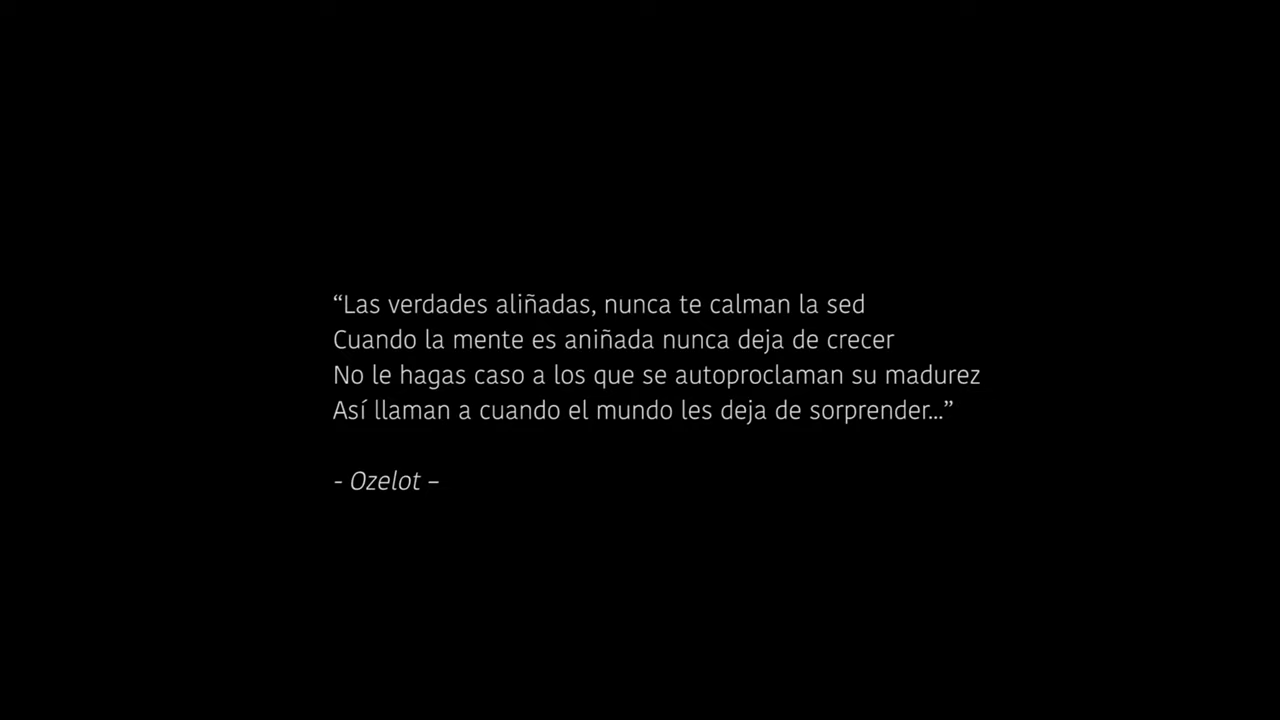 “Las verdades aliñadas, nunca te calman la sed
Cuando la mente es aniñada nunca deja de crecer
No le hagas caso a los que se autoproclaman su madurez
Así llaman a cuando el mundo les deja de sorprender...”
- Ozelot –